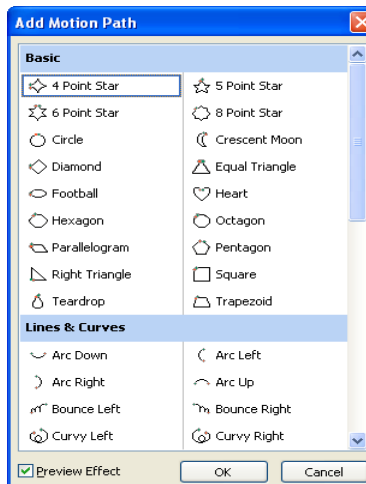 Add Motion Path
Basic
4 Point Star 5 Point Star
6 Point Star 8 Point Star
Circle Crescent Moon
Diamond Equal Triangle
Football Heart
Hexagon Octagon
Parallelogram Pentagon
Right Triangle Square
Teardrop Trapezoid
Lines & Curves
Arc Down Arc Left
Arc Right Arc Up
Bounce Left Bounce Right
Curvy Left Curvy Right
Preview Effect OK Cancel